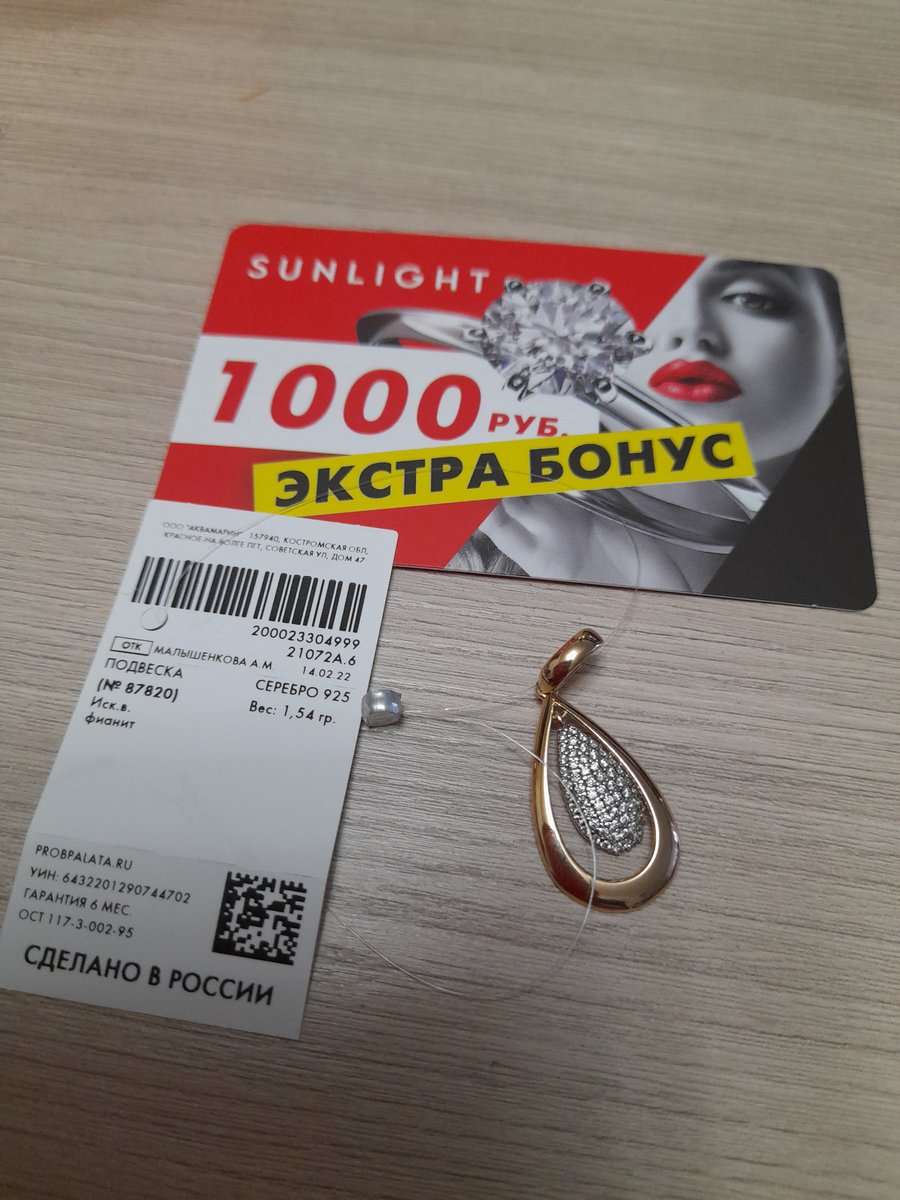 SUNLIGHT
1000 РУБ.
ЭКСТРА БОНУС
ООО "АКВАМАРИН" 157940, КОСТРОМСКАЯ ОБЛ,
КРАСНОЕ-НА-ВОЛГЕ ПГТ, СОВЕТСКАЯ УЛ, ДОМ 47
200023304999
21072А.6
ОТК МАЛЫШЕНКОВА А.М. 14.02.22
ПОДВЕСКА СЕРЕБРО 925
(№ 87820) Вес: 1,54 гр.
Иск.в.
фианит
PROBPALATA.RU
УИН: 6432201290744702
ГАРАНТИЯ 6 МЕС.
ОСТ 117-3-002-95
СДЕЛАНО В РОССИИ